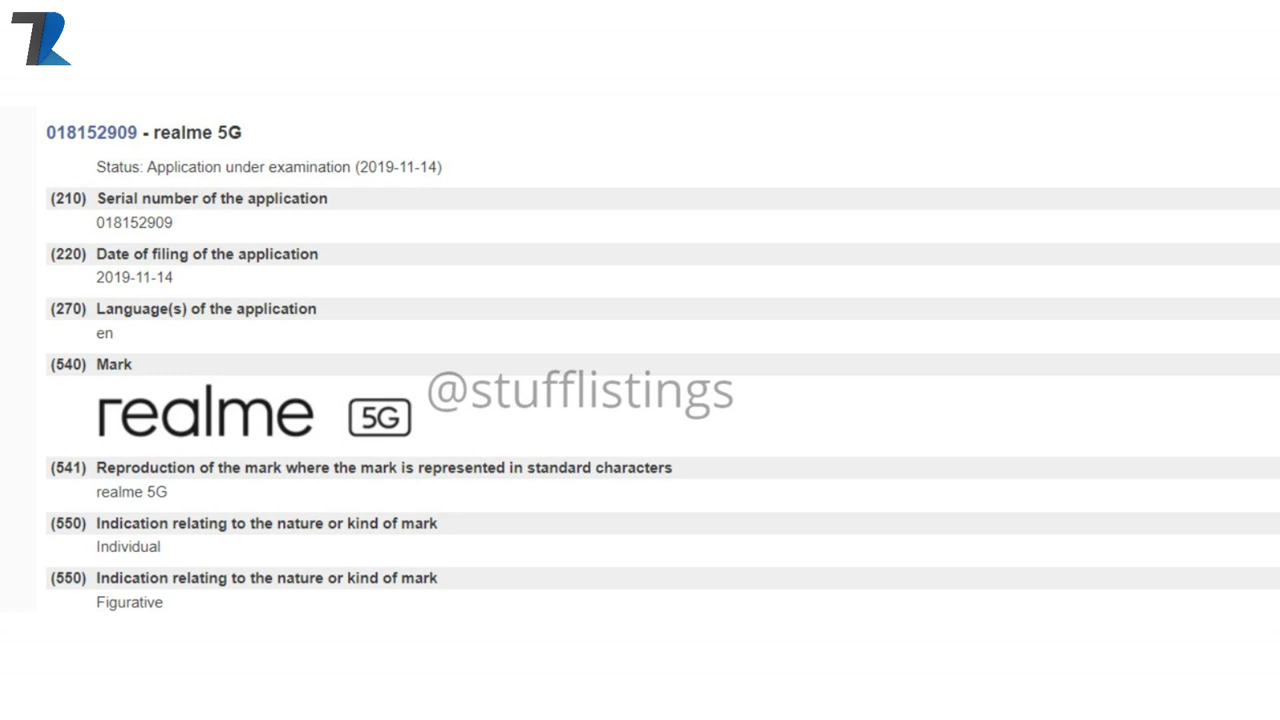 018152909 - realme 5G
Status: Application under examination (2019-11-14)
(210) Serial number of the application
018152909
(220) Date of filing of the application
2019-11-14
(270) Language(s) of the application
en
(540) Mark
realme 5G
@stufflistings
(541) Reproduction of the mark where the mark is represented in standard characters
realme 5G
(550) Indication relating to the nature or kind of mark
Individual
(550) Indication relating to the nature or kind of mark
Figurative